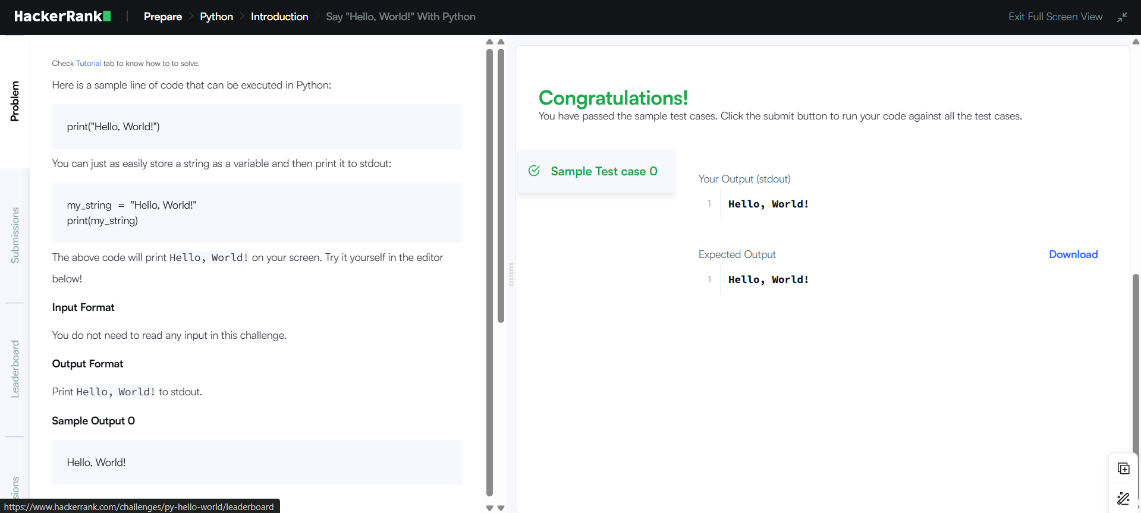 HackerRank
Prepare
Python
Introduction
Say "Hello, World!" With Python
Exit Full Screen View
Problem
Submissions
Leaderboard
Check Tutorial tab to know how to to solve.
Here is a sample line of code that can be executed in Python:
print("Hello, World!")
You can just as easily store a string as a variable and then print it to stdout:
my_string = "Hello, World!"
print(my_string)
The above code will print Hello, World! on your screen. Try it yourself in the editor
below!
Input Format
You do not need to read any input in this challenge.
Output Format
Print Hello, World! to stdout.
Sample Output 0
Hello, World!
https://www.hackerrank.com/challenges/py-hello-world/leaderboard
Congratulations!
You have passed the sample test cases. Click the submit button to run your code against all the test cases.
Sample Test case 0
Your Output (stdout)
1 Hello, World!
Expected Output
Download
1 Hello, World!